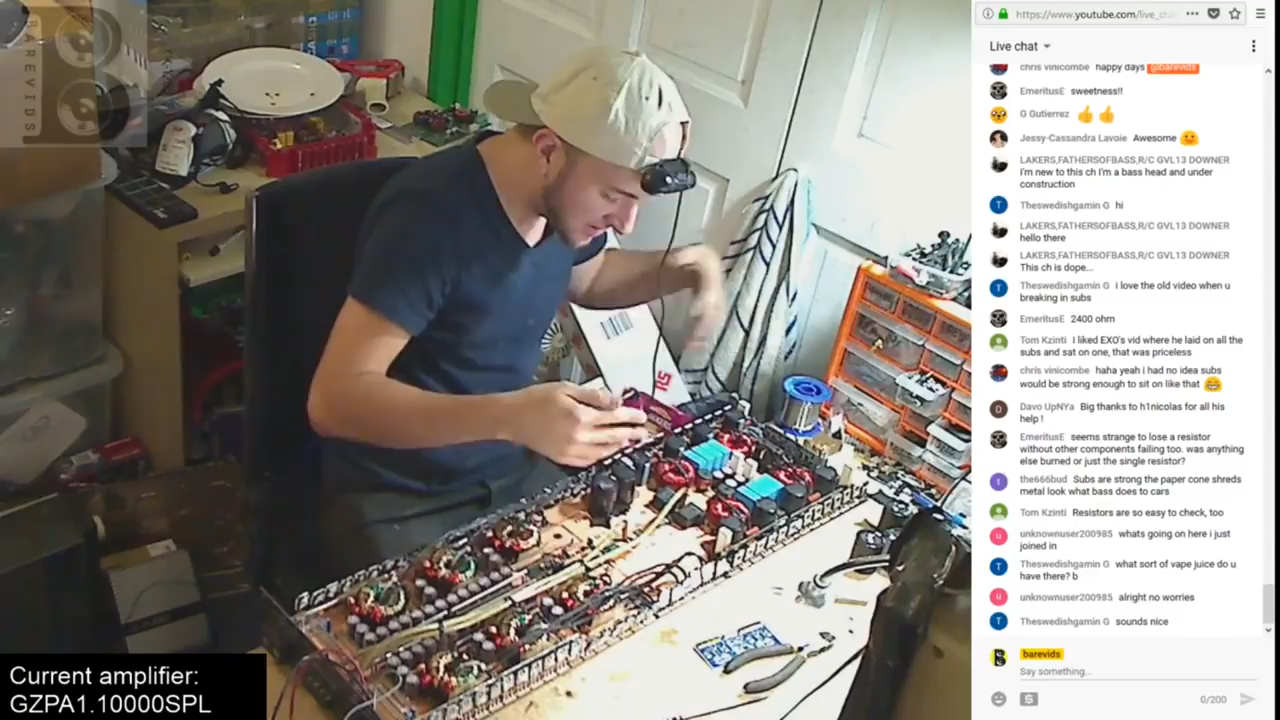 BAREVIDS
https://www.youtube.com/live_cha
Live chat
chris vinicombe happy days @barevids
EmeritusE sweetness!!
G Gutierrez
Jessy-Cassandra Lavoie Awesome
LAKERS,FATHERSOFBASS,R/C GVL13 DOWNER
I'm new to this ch I'm a bass head and under
construction
T
Theswedishgamin G hi
LAKERS,FATHERSOFBASS,R/C GVL13 DOWNER
hello there
LAKERS,FATHERSOFBASS,R/C GVL13 DOWNER
This ch is dope...
T
Theswedishgamin G i love the old video when u
breaking in subs
EmeritusE 2400 ohm
Tom Kzinti I liked EXO's vid where he laid on all the
subs and sat on one, that was priceless
chris vinicombe haha yeah i had no idea subs
would be strong enough to sit on like that
D
Davo UpNYa Big thanks to h1nicolas for all his
help !
EmeritusE seems strange to lose a resistor
without other components failing too. was anything
else burned or just the single resistor?
t
the666bud Subs are strong the paper cone shreds
metal look what bass does to cars
Tom Kzinti Resistors are so easy to check, too
u
unknownuser200985 whats going on here i just
joined in
T
Theswedishgamin G what sort of vape juice do u
have there? b
u
unknownuser200985 alright no worries
T
Theswedishgamin G sounds nice
barevids
Say something...
0/200
Current amplifier:
GZPA1.10000SPL